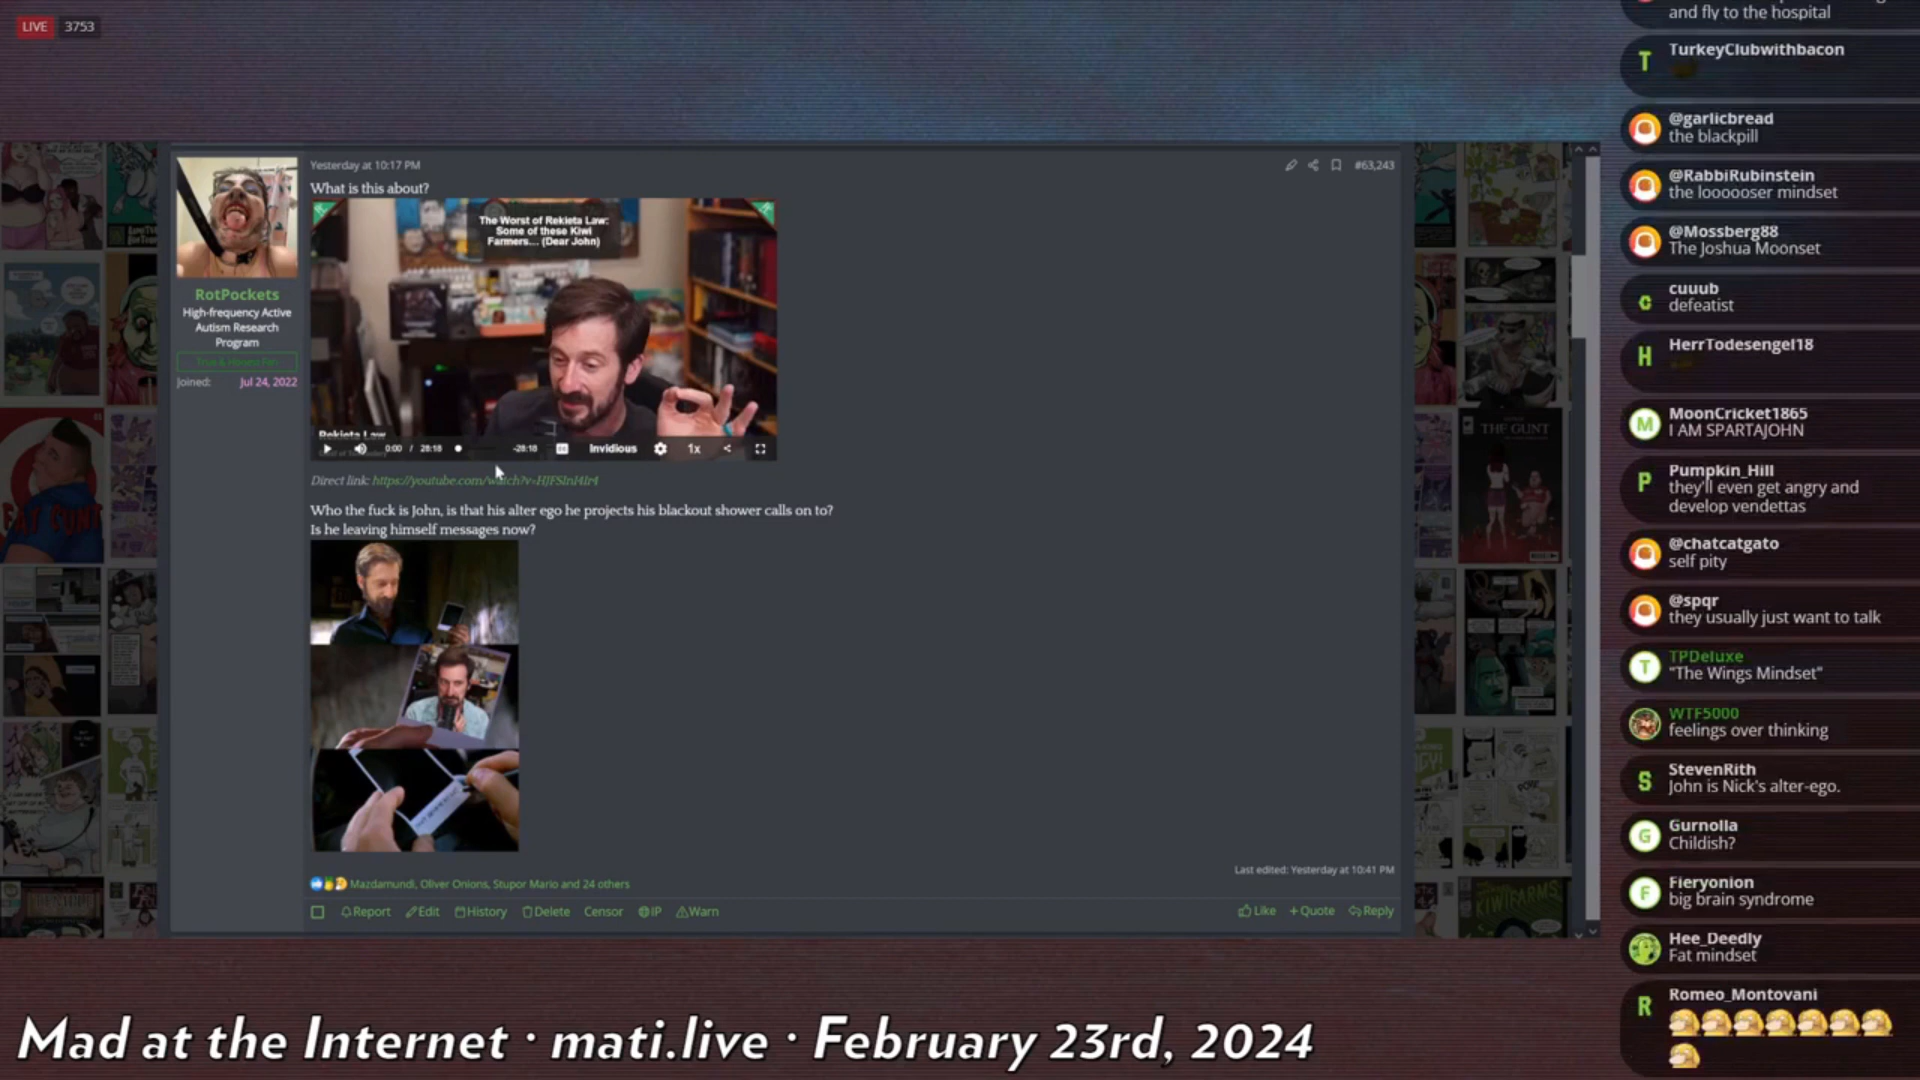 LIVE 3753
Yesterday at 10:17 PM
#63,243
What is this about?
The Worst of Rekieta Law:
Some of these Kiwi
Farmers.... (Dear John)
Rekieta Law
0:00 / 28:18
-28:18
Invidious
1x
RotPockets
High-frequency Active
Autism Research
Program
True & Honest Fan
Joined: Jul 24, 2022
Direct link:
Who the fuck is John, is that his alter ego he projects his blackout shower calls on to?
Is he leaving himself messages now?
Last edited: Yesterday at 10:41 PM
Mazdamundi, Oliver Onions, Stupor Mario and 24 others
Report Edit History Delete Censor IP Warn
Like + Quote Reply
THE GUNT
FAT CUNT
KIWIFARMS
and fly to the hospital
T
TurkeyClubwithbacon
@garlicbread
the blackpill
@RabbiRubinstein
the loooooser mindset
@Mossberg88
The Joshua Moonset
c
cuuub
defeatist
H
HerrTodesengel18
M
MoonCricket1865
I AM SPARTAJOHN
P
Pumpkin_Hill
they'll even get angry and
develop vendettas
@chatcatgato
self pity
@spqr
they usually just want to talk
T
TPDeluxe
"The Wings Mindset"
WTF5000
feelings over thinking
S
StevenRith
John is Nick's alter-ego.
G
Gurnolla
Childish?
F
Fieryonion
big brain syndrome
Hee_Deedly
Fat mindset
R
Romeo_Montovani
Mad at the Internet · mati.live · February 23rd, 2024